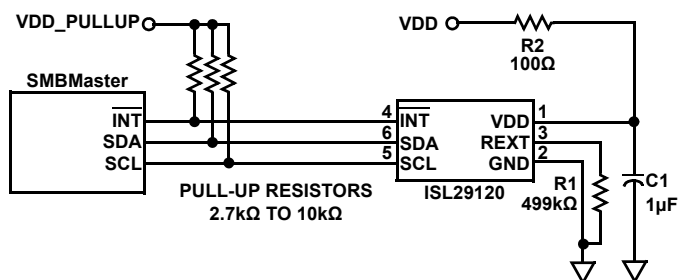 VDD_PULLUP
VDD
R2
100Ω
SMBMaster
INT
SDA
SCL
4
6
5
INT
SDA
SCL
VDD
REXT
GND
1
3
2
ISL29120
PULL-UP RESISTORS
2.7kΩ TO 10kΩ
R1
499kΩ
C1
1µF